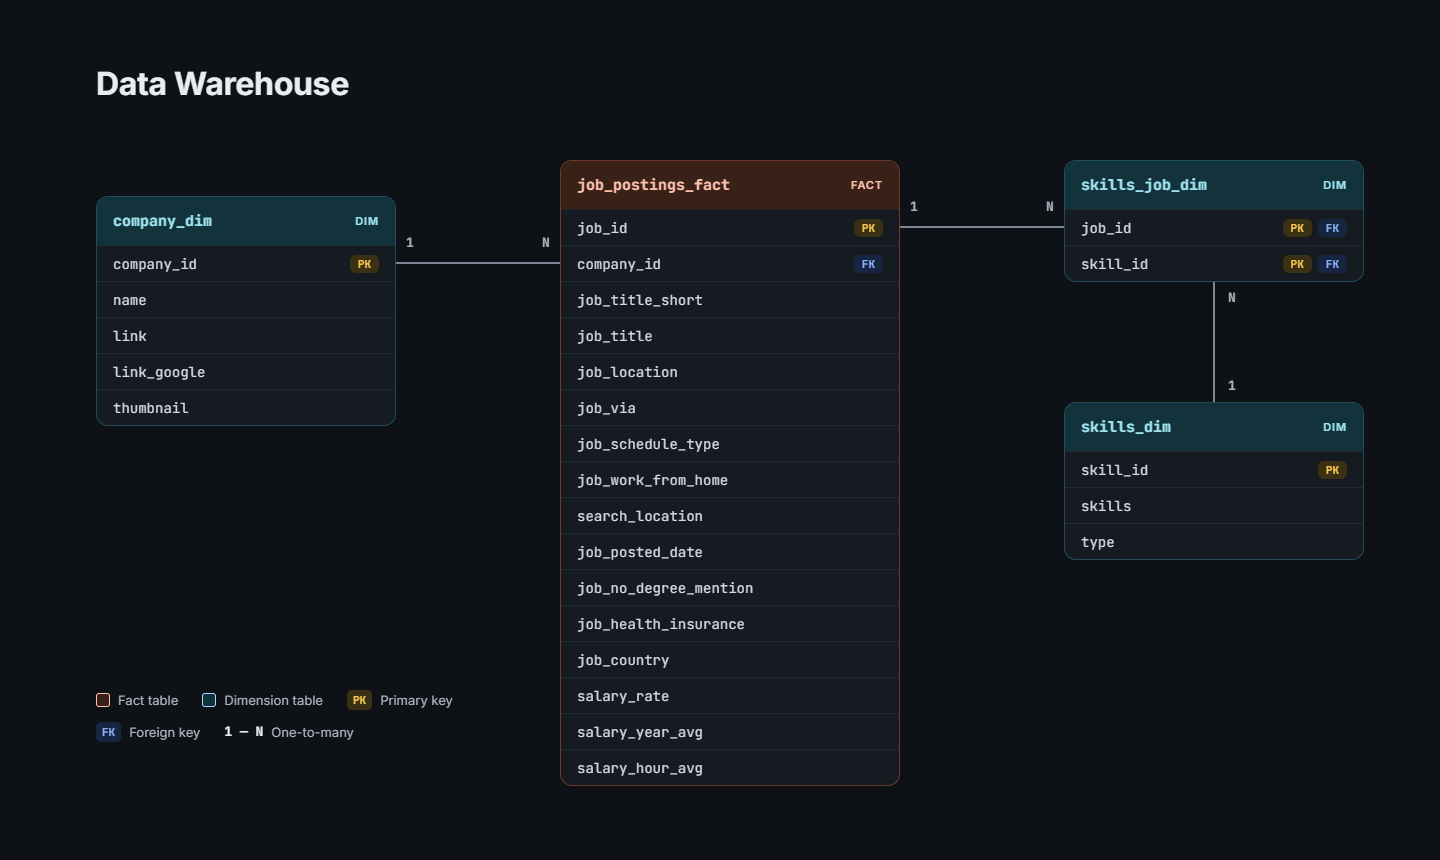 Data Warehouse
company_dim DIM
company_id PK
name
link
link_google
thumbnail
1 N
job_postings_fact FACT
job_id PK
company_id FK
job_title_short
job_title
job_location
job_via
job_schedule_type
job_work_from_home
search_location
job_posted_date
job_no_degree_mention
job_health_insurance
job_country
salary_rate
salary_year_avg
salary_hour_avg
1 N
skills_job_dim DIM
job_id PK FK
skill_id PK FK
N
1
skills_dim DIM
skill_id PK
skills
type
Fact table Dimension table PK Primary key
FK Foreign key 1 — N One-to-many